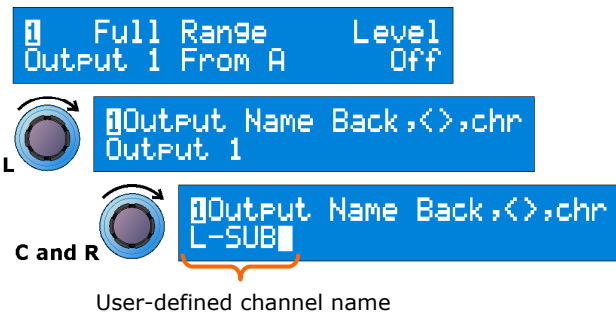 1 Full Range Level
Output 1 From A Off
L
1Output Name Back,<>,chr
Output 1
C and R
1Output Name Back,<>,chr
L-SUB
User-defined channel name